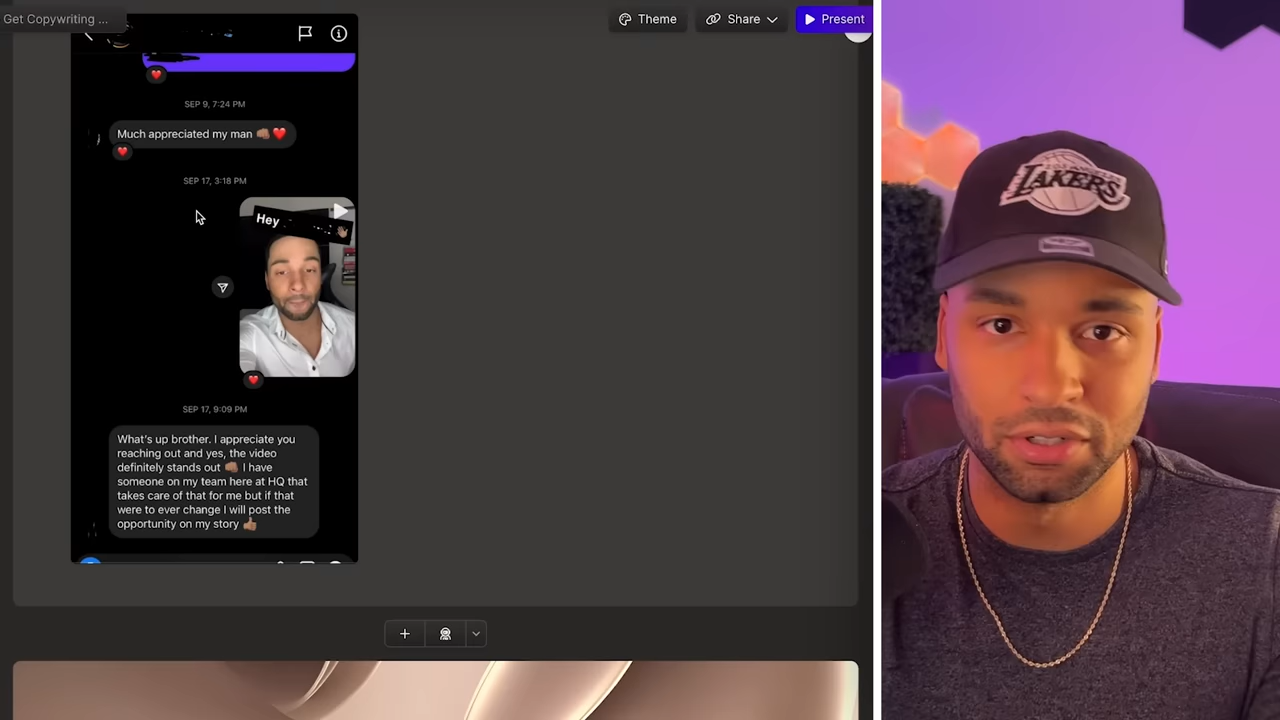 Get Copywriting ...
Theme
Share
Present
SEP 9, 7:24 PM
Much appreciated my man 👊🏽❤️
SEP 17, 3:18 PM
Hey
SEP 17, 9:09 PM
What's up brother. I appreciate you
reaching out and yes, the video
definitely stands out 👊🏽 I have
someone on my team here at HQ that
takes care of that for me but if that
were to ever change I will post the
opportunity on my story 👍🏽
LOS ANGELES
LAKERS